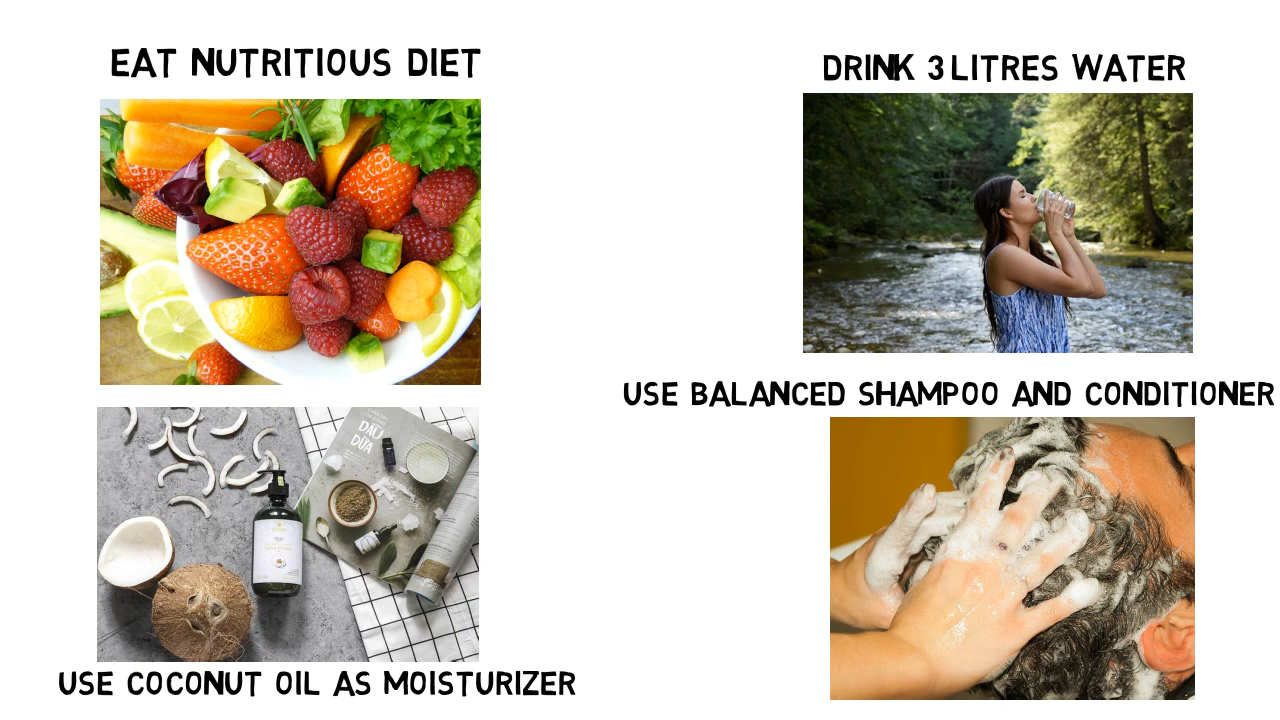 EAT NUTRITIOUS DIET
DRINK 3 LITRES WATER
USE BALANCED SHAMPOO AND CONDITIONER
DẦU
DỪA
USE COCONUT OIL AS MOISTURIZER